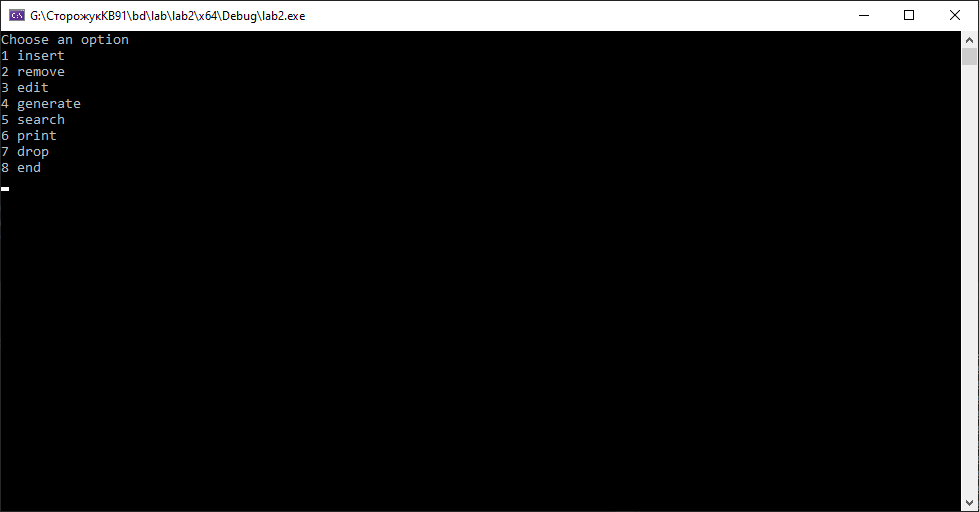 G:\СторожукКВ91\bd\lab\lab2\x64\Debug\lab2.exe
Choose an option
1 insert
2 remove
3 edit
4 generate
5 search
6 print
7 drop
8 end